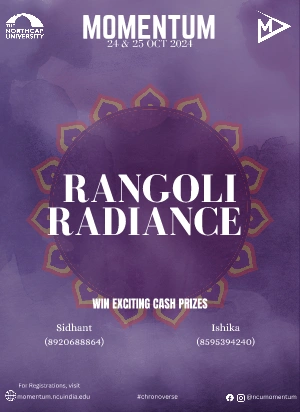 THE
NORTHCAP
UNIVERSITY
MOMENTUM
24 & 25 OCT 2024
M
RANGOLI
RADIANCE
WIN EXCITING CASH PRIZES
Sidhant
(8920688864)
Ishika
(8595394240)
For Registrations, visit
momentum.ncuindia.edu
#chronoverse
@ncumomentum